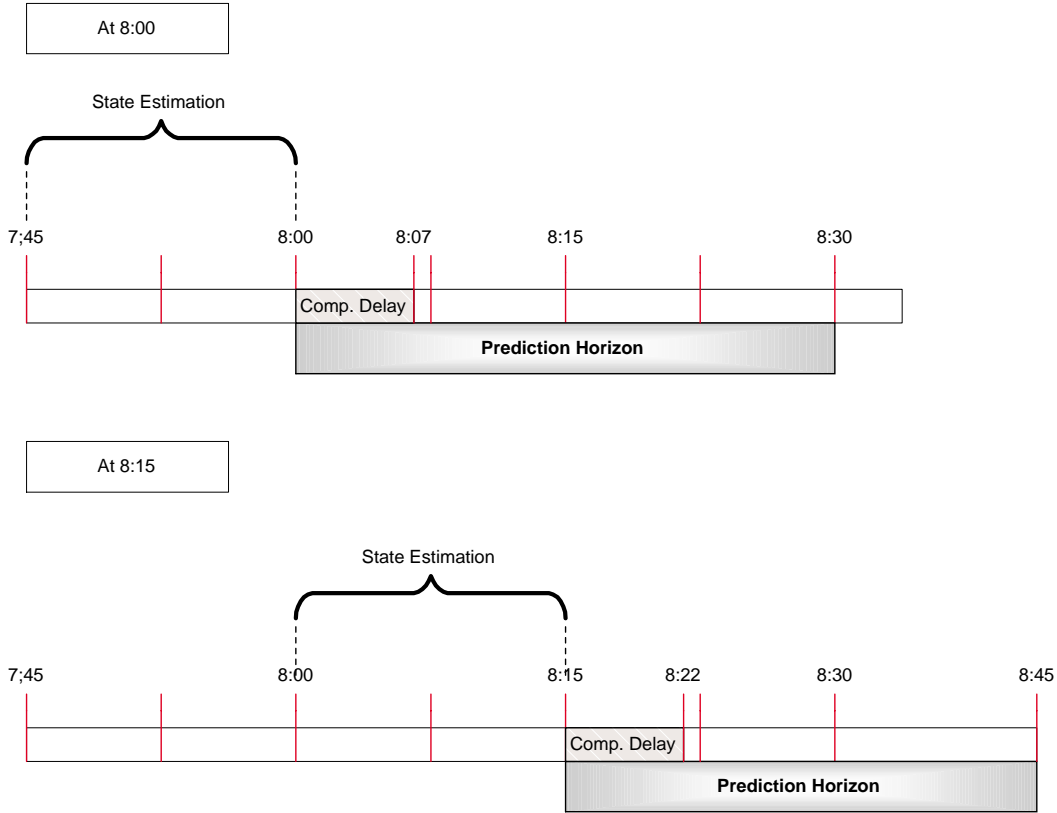 At 8:00
State Estimation
7;45 8:00 8:07 8:15 8:30
Comp. Delay
Prediction Horizon
At 8:15
State Estimation
7;45 8:00 8:15 8:22 8:30 8:45
Comp. Delay
Prediction Horizon